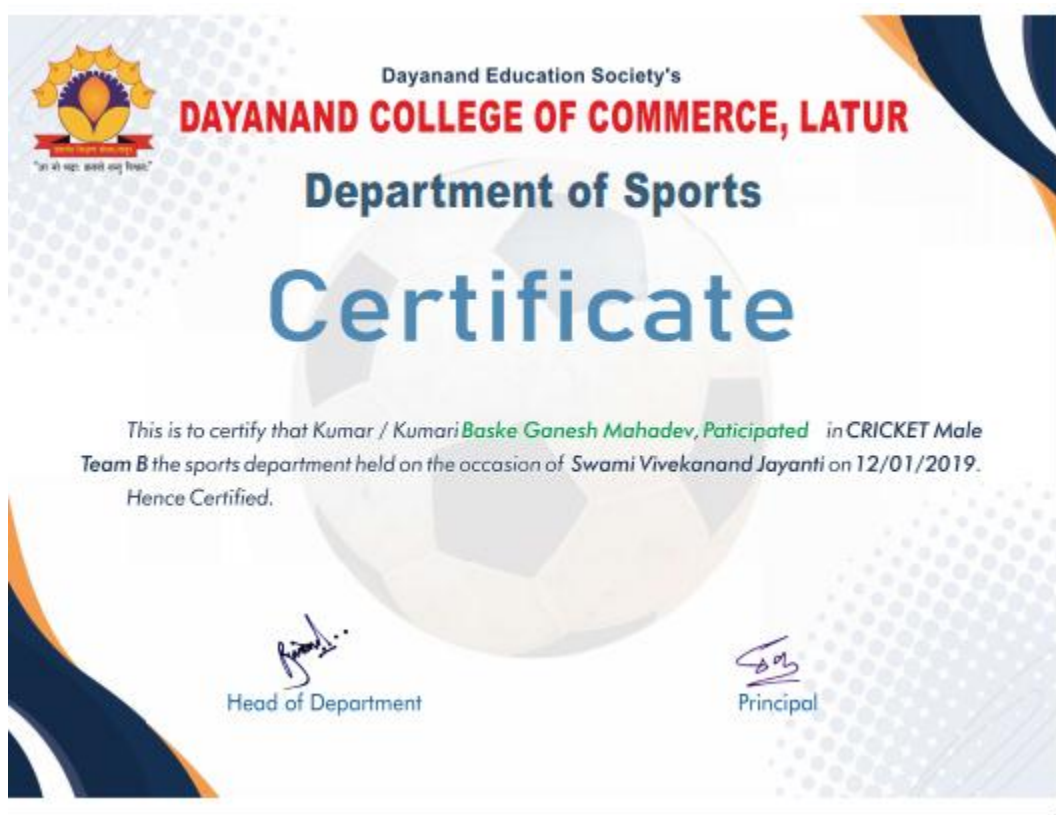 Dayanand Education Society's
DAYANAND COLLEGE OF COMMERCE, LATUR
Department of Sports
Certificate
This is to certify that Kumar / Kumari Baske Ganesh Mahadev, Paticipated in CRICKET Male
Team B the sports department held on the occasion of Swami Vivekanand Jayanti on 12/01/2019.
Hence Certified.
Head of Department
Principal